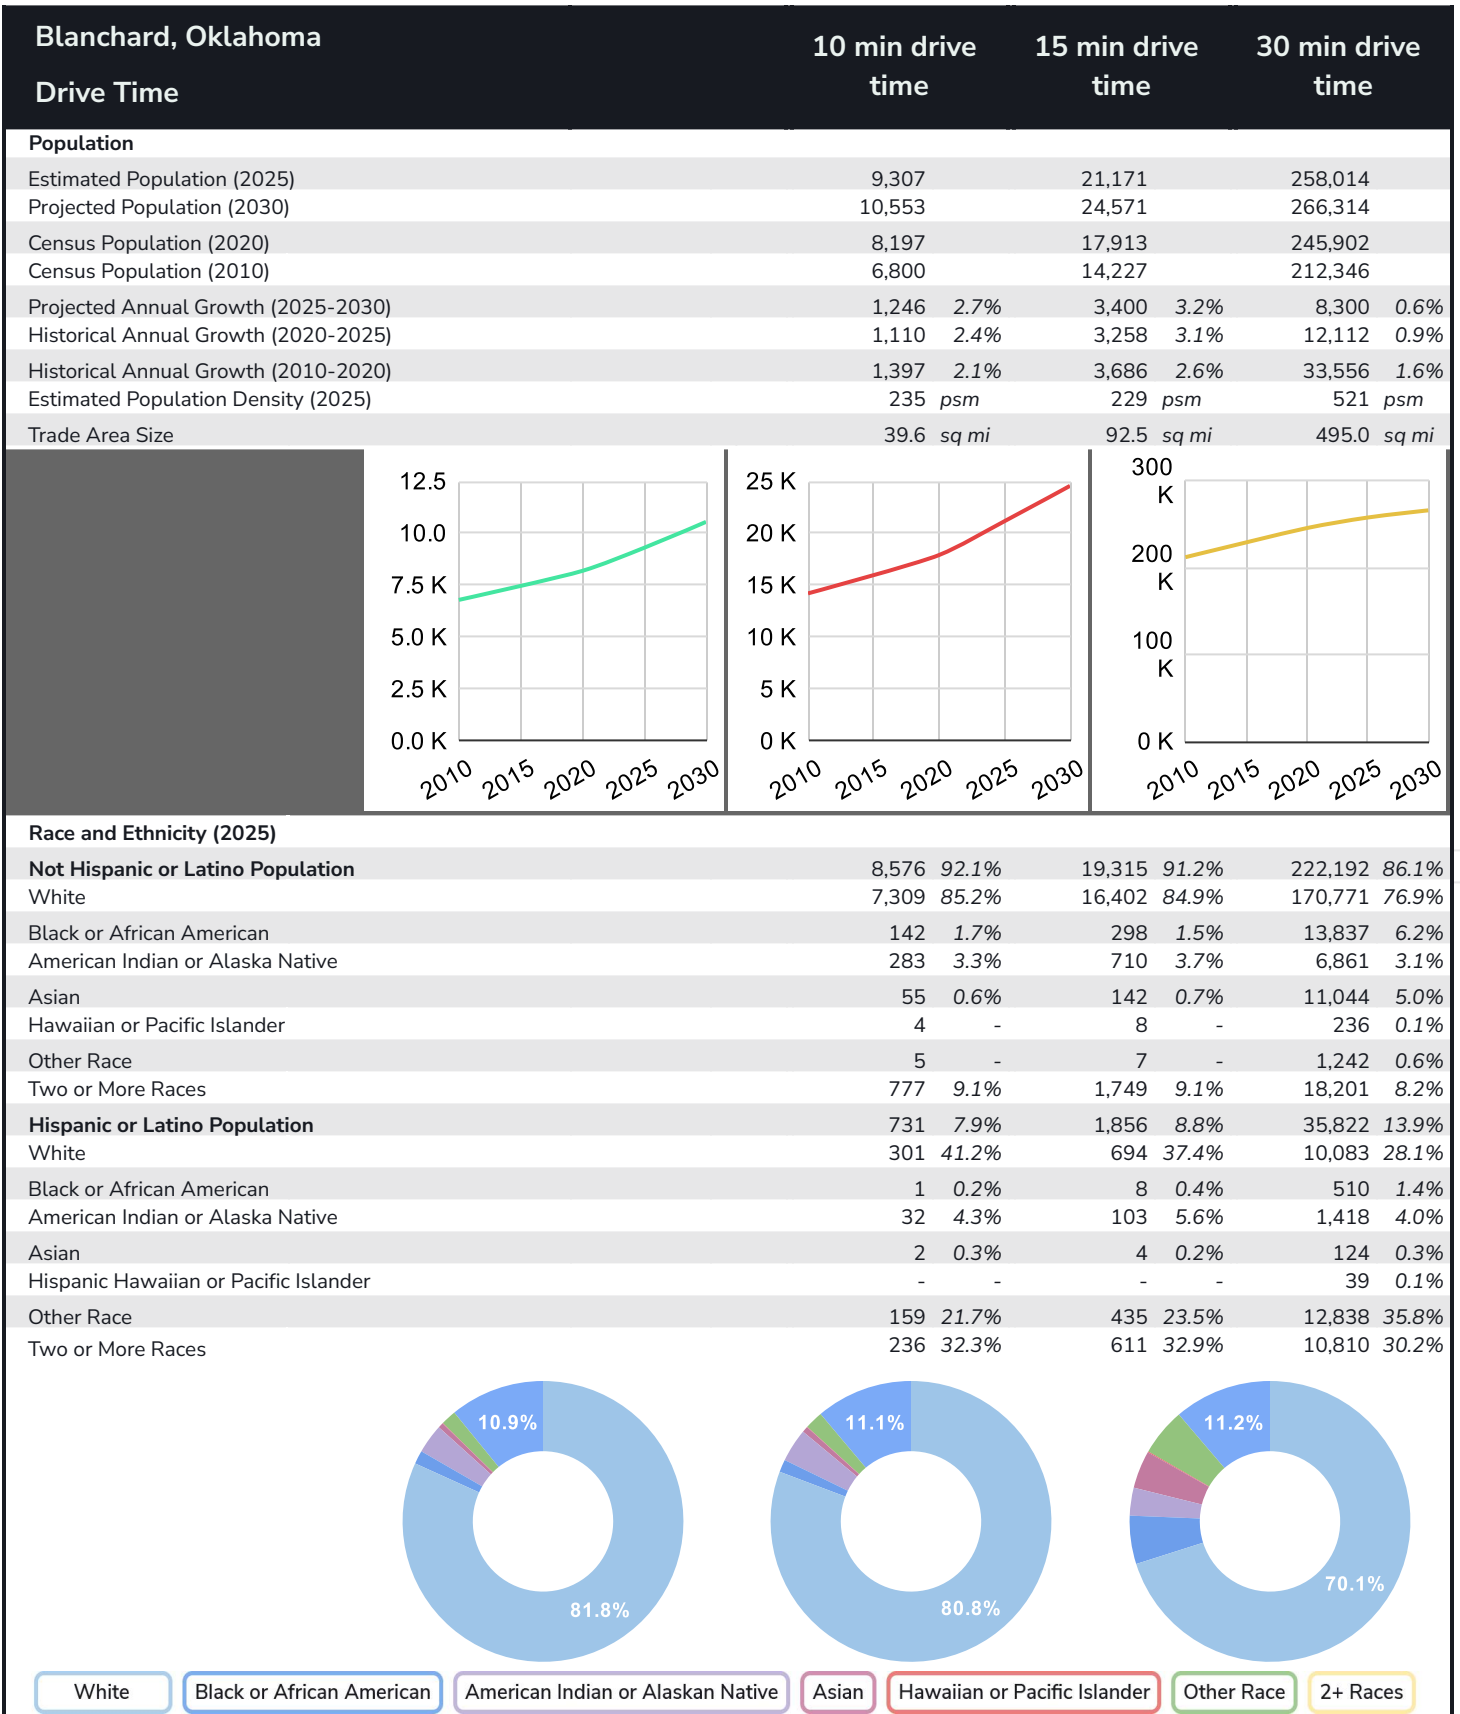 Blanchard, Oklahoma
Drive Time
10 min drive time
15 min drive time
30 min drive time
Population
Estimated Population (2025) 9,307 21,171 258,014
Projected Population (2030) 10,553 24,571 266,314
Census Population (2020) 8,197 17,913 245,902
Census Population (2010) 6,800 14,227 212,346
Projected Annual Growth (2025-2030) 1,246 2.7% 3,400 3.2% 8,300 0.6%
Historical Annual Growth (2020-2025) 1,110 2.4% 3,258 3.1% 12,112 0.9%
Historical Annual Growth (2010-2020) 1,397 2.1% 3,686 2.6% 33,556 1.6%
Estimated Population Density (2025) 235 psm 229 psm 521 psm
Trade Area Size 39.6 sq mi 92.5 sq mi 495.0 sq mi
12.5
10.0
7.5 K
5.0 K
2.5 K
0.0 K
2010 2015 2020 2025 2030
25 K
20 K
15 K
10 K
5 K
0 K
2010 2015 2020 2025 2030
300 K
200 K
100 K
0 K
2010 2015 2020 2025 2030
Race and Ethnicity (2025)
Not Hispanic or Latino Population 8,576 92.1% 19,315 91.2% 222,192 86.1%
White 7,309 85.2% 16,402 84.9% 170,771 76.9%
Black or African American 142 1.7% 298 1.5% 13,837 6.2%
American Indian or Alaska Native 283 3.3% 710 3.7% 6,861 3.1%
Asian 55 0.6% 142 0.7% 11,044 5.0%
Hawaiian or Pacific Islander 4 - 8 - 236 0.1%
Other Race 5 - 7 - 1,242 0.6%
Two or More Races 777 9.1% 1,749 9.1% 18,201 8.2%
Hispanic or Latino Population 731 7.9% 1,856 8.8% 35,822 13.9%
White 301 41.2% 694 37.4% 10,083 28.1%
Black or African American 1 0.2% 8 0.4% 510 1.4%
American Indian or Alaska Native 32 4.3% 103 5.6% 1,418 4.0%
Asian 2 0.3% 4 0.2% 124 0.3%
Hispanic Hawaiian or Pacific Islander - - - - 39 0.1%
Other Race 159 21.7% 435 23.5% 12,838 35.8%
Two or More Races 236 32.3% 611 32.9% 10,810 30.2%
10.9% 11.1% 11.2%
81.8% 80.8% 70.1%
White Black or African American American Indian or Alaskan Native Asian Hawaiian or Pacific Islander Other Race 2+ Races